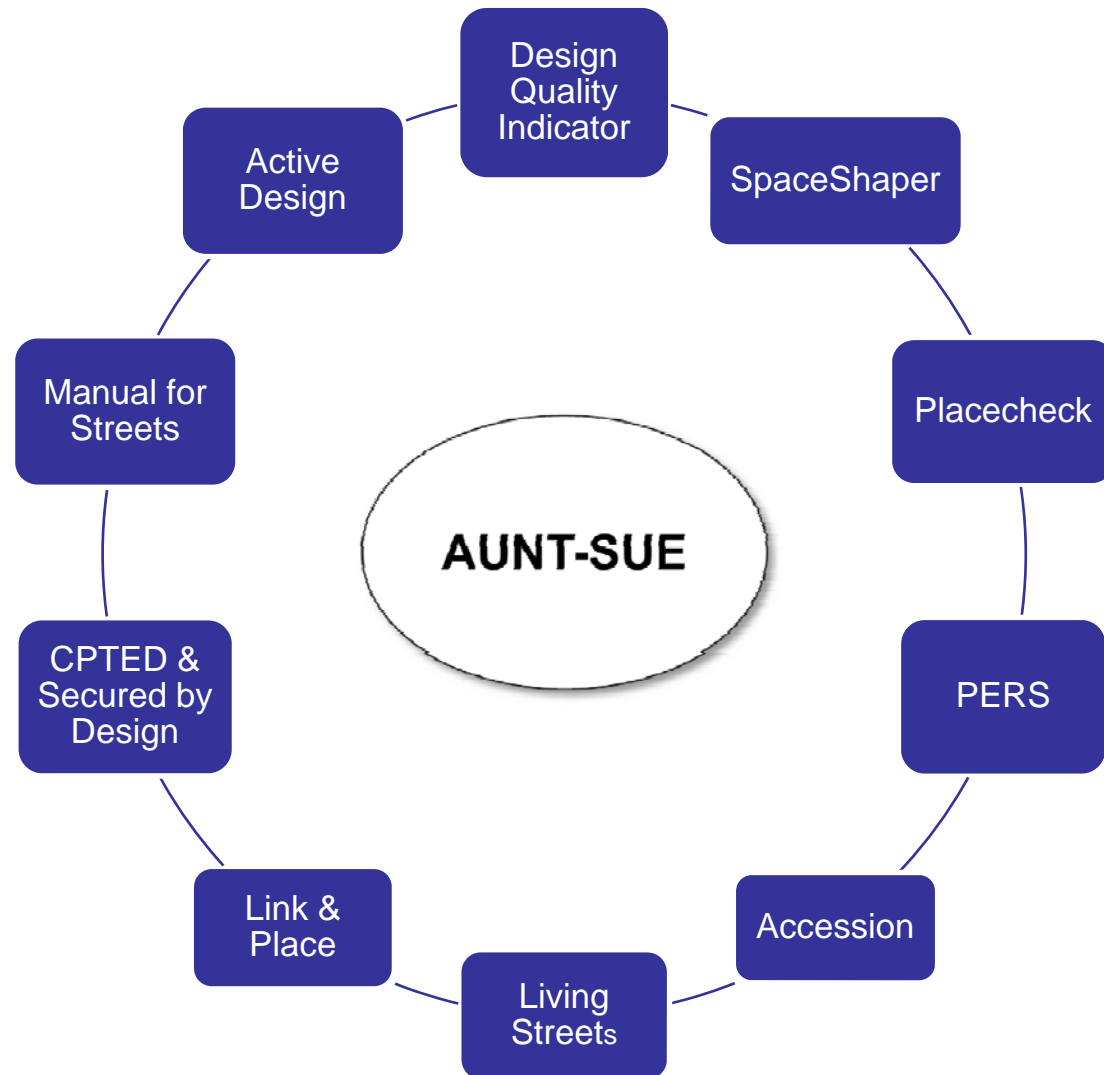 Design
Quality
Indicator
SpaceShaper
Placecheck
PERS
Accession
Living
Streets
Link &
Place
CPTED &
Secured by
Design
Manual for
Streets
Active
Design
AUNT-SUE